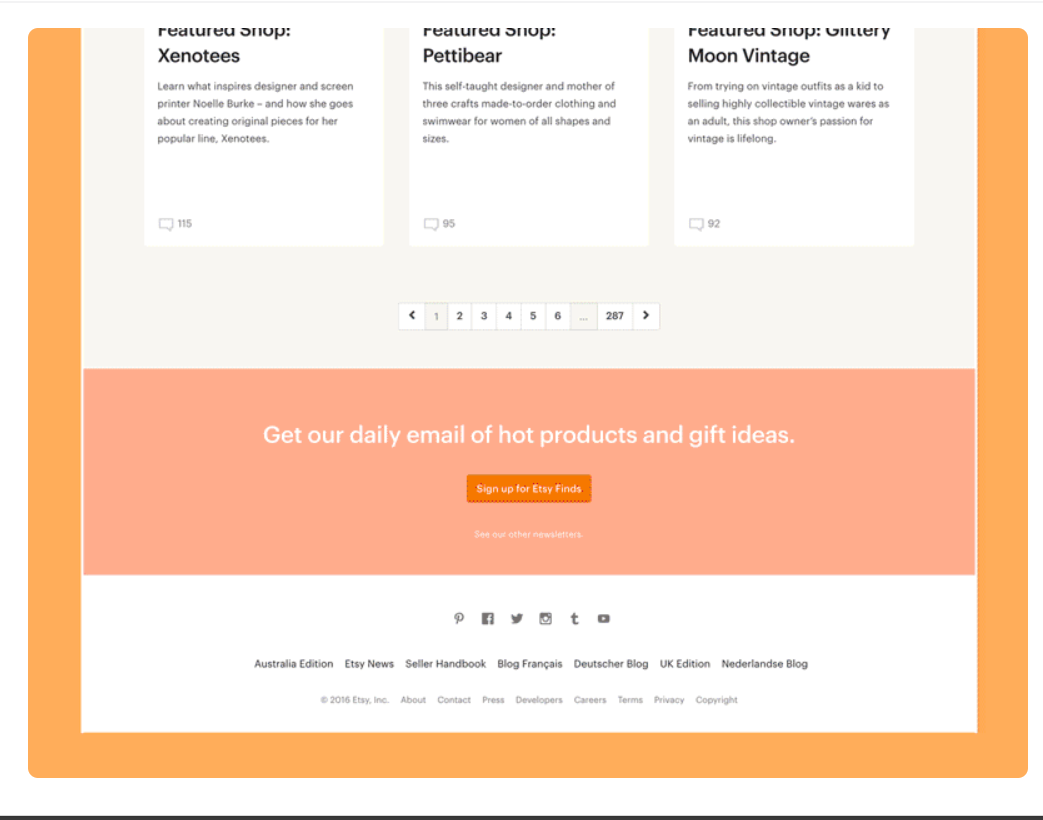 Featured Shop:
Xenotees
Learn what inspires designer and screen
printer Noelle Burke – and how she goes
about creating original pieces for her
popular line, Xenotees.
115
Featured Shop:
Pettibear
This self-taught designer and mother of
three crafts made-to-order clothing and
swimwear for women of all shapes and
sizes.
95
Featured Shop: Glittery
Moon Vintage
From trying on vintage outfits as a kid to
selling highly collectible vintage wares as
an adult, this shop owner's passion for
vintage is lifelong.
92
1 2 3 4 5 6 ... 287
Get our daily email of hot products and gift ideas.
Sign up for Etsy Finds
See our other newsletters
Australia Edition Etsy News Seller Handbook Blog Français Deutscher Blog UK Edition Nederlandse Blog
© 2016 Etsy, Inc. About Contact Press Developers Careers Terms Privacy Copyright